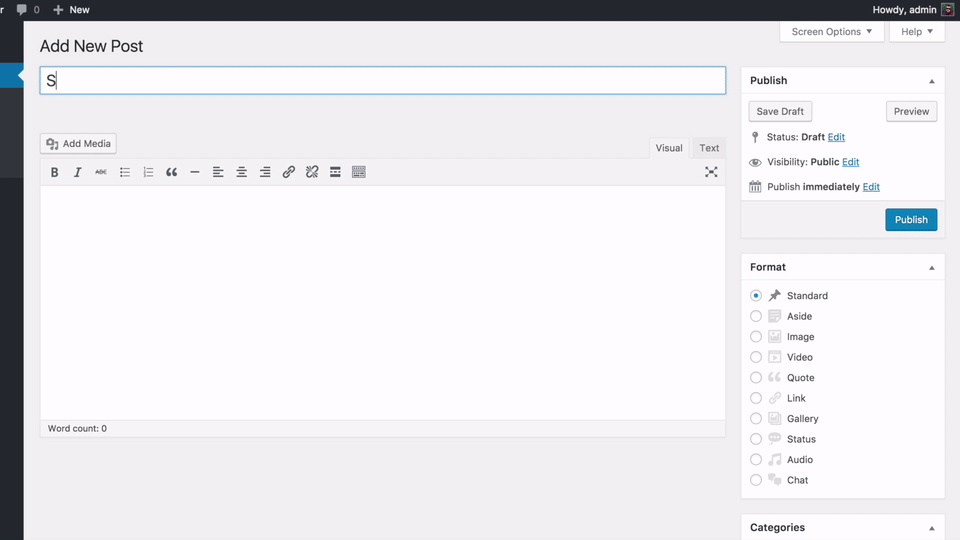 r 0 New Howdy, admin
Screen Options Help
Add New Post
S
Publish
Save Draft Preview
Status: Draft Edit
Visibility: Public Edit
Publish immediately Edit
Publish
Add Media
Visual Text
B I ABC
Word count: 0
Format
Standard
Aside
Image
Video
Quote
Link
Gallery
Status
Audio
Chat
Categories